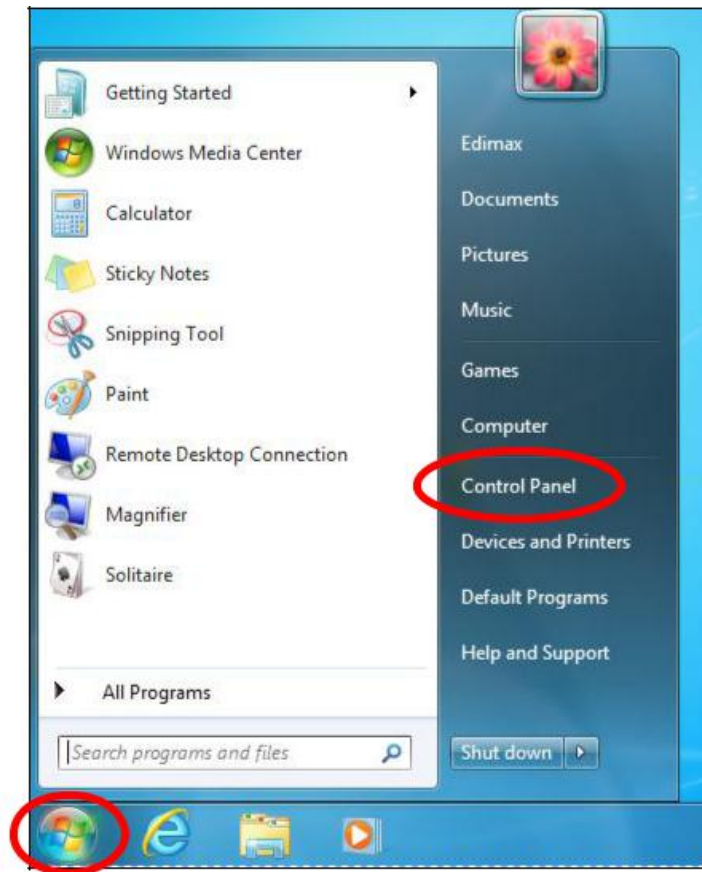 Getting Started
Windows Media Center
Calculator
Sticky Notes
Snipping Tool
Paint
Remote Desktop Connection
Magnifier
Solitaire
All Programs
Search programs and files
Edimax
Documents
Pictures
Music
Games
Computer
Control Panel
Devices and Printers
Default Programs
Help and Support
Shut down